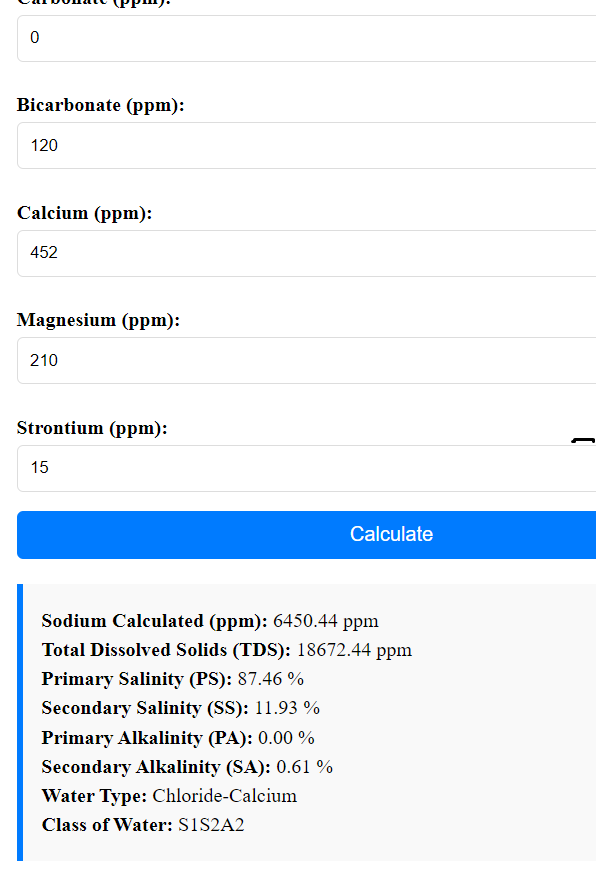 Carbonate (ppm):
0
Bicarbonate (ppm):
120
Calcium (ppm):
452
Magnesium (ppm):
210
Strontium (ppm):
15
Calculate
Sodium Calculated (ppm): 6450.44 ppm
Total Dissolved Solids (TDS): 18672.44 ppm
Primary Salinity (PS): 87.46 %
Secondary Salinity (SS): 11.93 %
Primary Alkalinity (PA): 0.00 %
Secondary Alkalinity (SA): 0.61 %
Water Type: Chloride-Calcium
Class of Water: S1S2A2